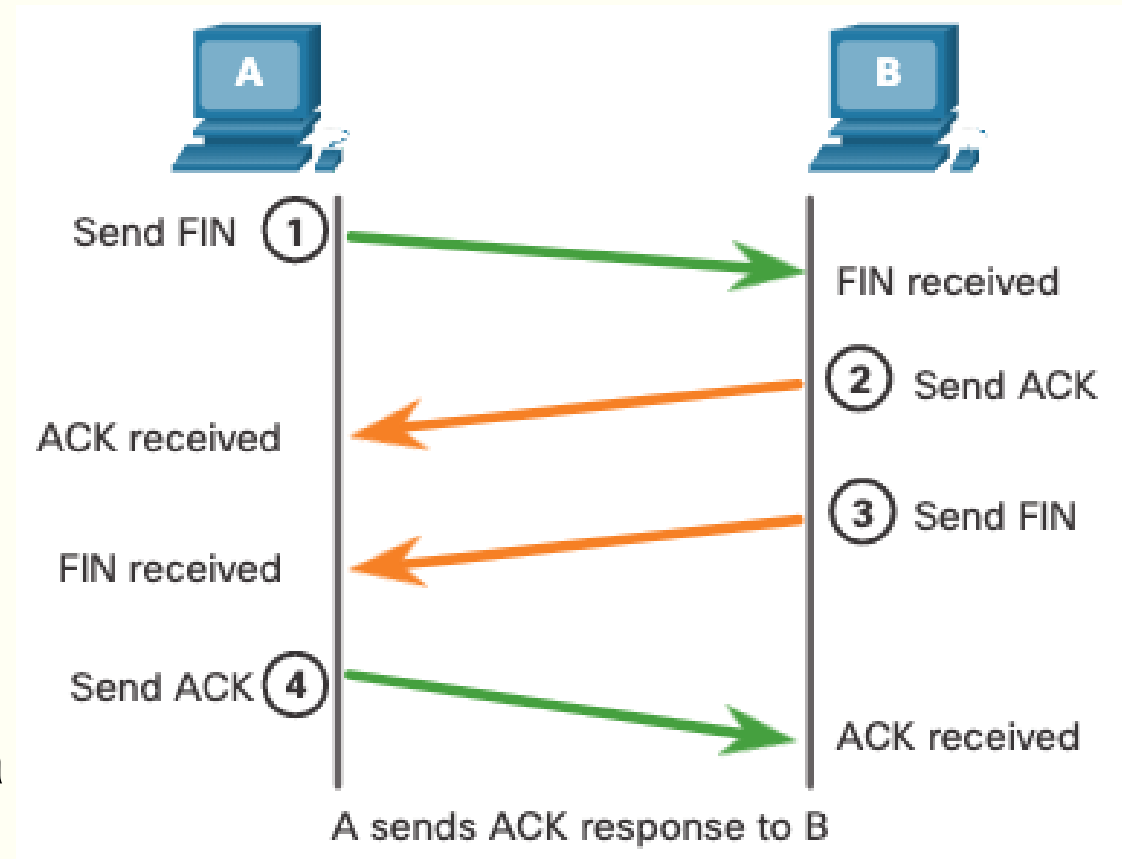 A
B
Send FIN 1
FIN received
2 Send ACK
ACK received
3 Send FIN
FIN received
Send ACK 4
ACK received
A sends ACK response to B